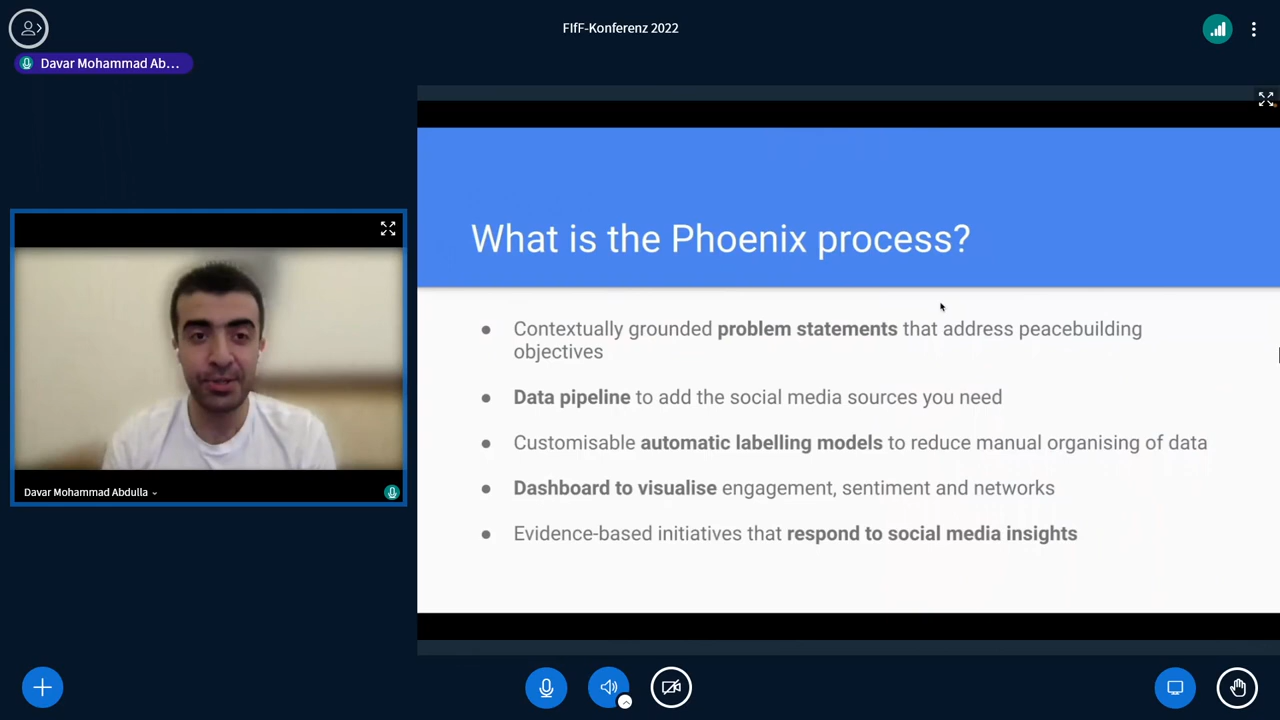 FIfF-Konferenz 2022
Davar Mohammad Ab...
What is the Phoenix process?
● Contextually grounded problem statements that address peacebuilding
objectives
● Data pipeline to add the social media sources you need
● Customisable automatic labelling models to reduce manual organising of data
● Dashboard to visualise engagement, sentiment and networks
● Evidence-based initiatives that respond to social media insights
Davar Mohammad Abdulla